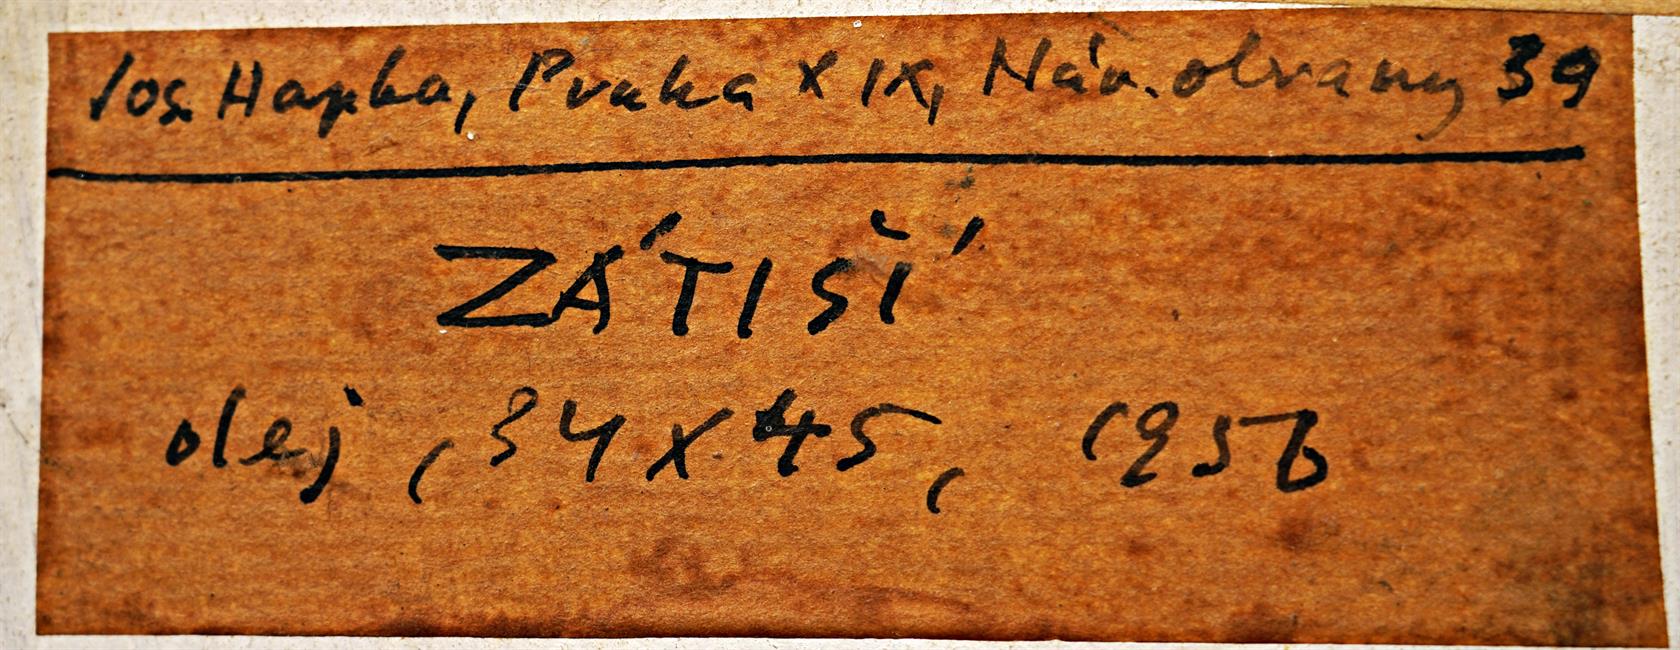 Jos. Hapka, Praha XIX, Nár. obrany 39
ZÁTIŠÍ
olej, 34x45, 1956